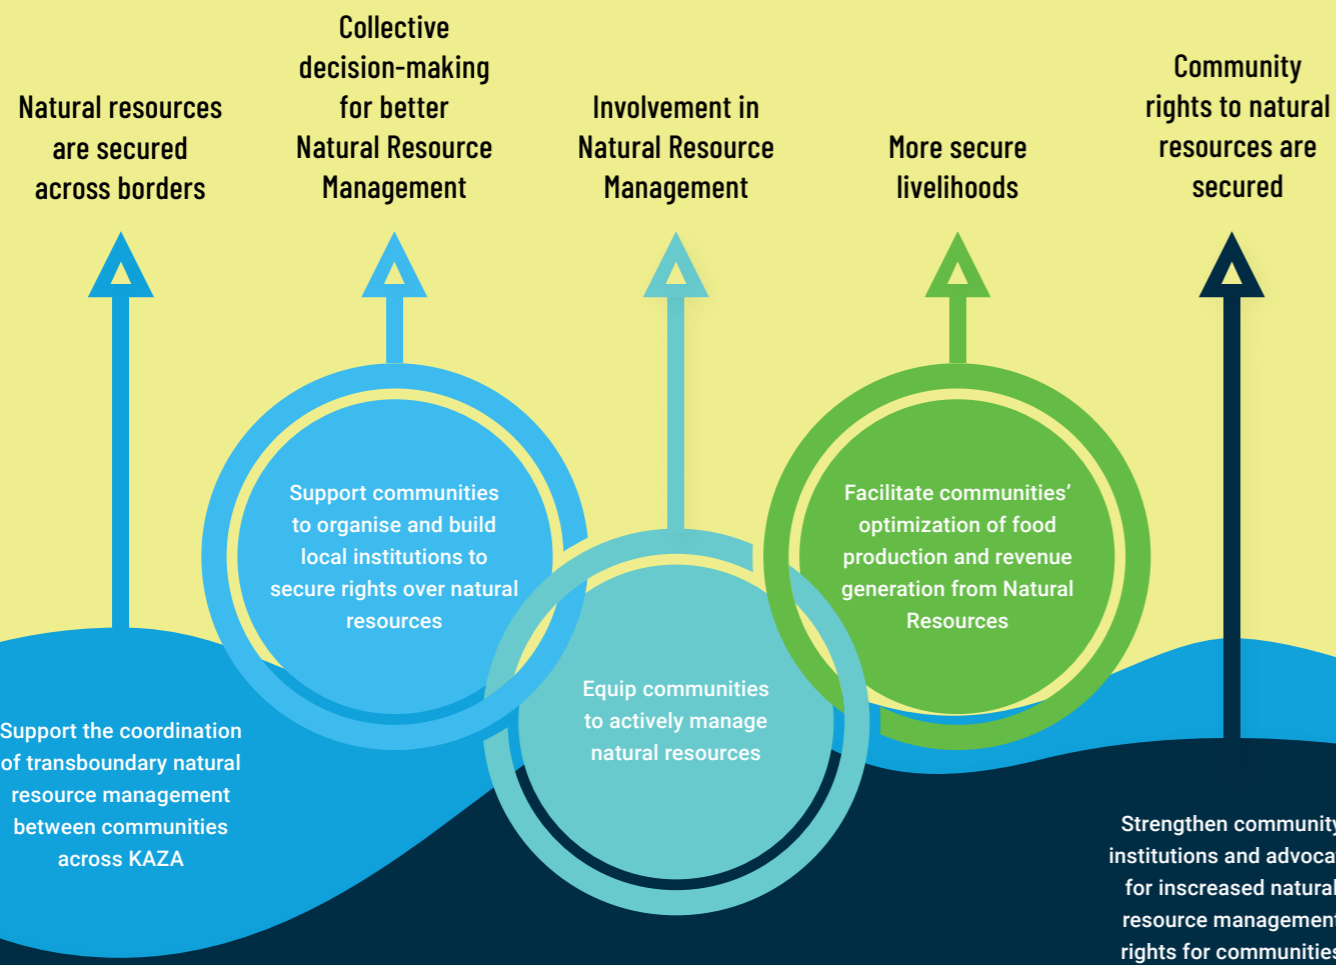 Natural resources
are secured
across borders
Collective
decision-making
for better
Natural Resource
Management
Involvement in
Natural Resource
Management
More secure
livelihoods
Community
rights to natural
resources are
secured
Support communities
to organise and build
local institutions to
secure rights over natural
resources
Facilitate communities’
optimization of food
production and revenue
generation from Natural
Resources
Equip communities
to actively manage
natural resources
Support the coordination
of transboundary natural
resource management
between communities
across KAZA
Strengthen community
institutions and advoca
for inscreased natural
resource management
rights for communities